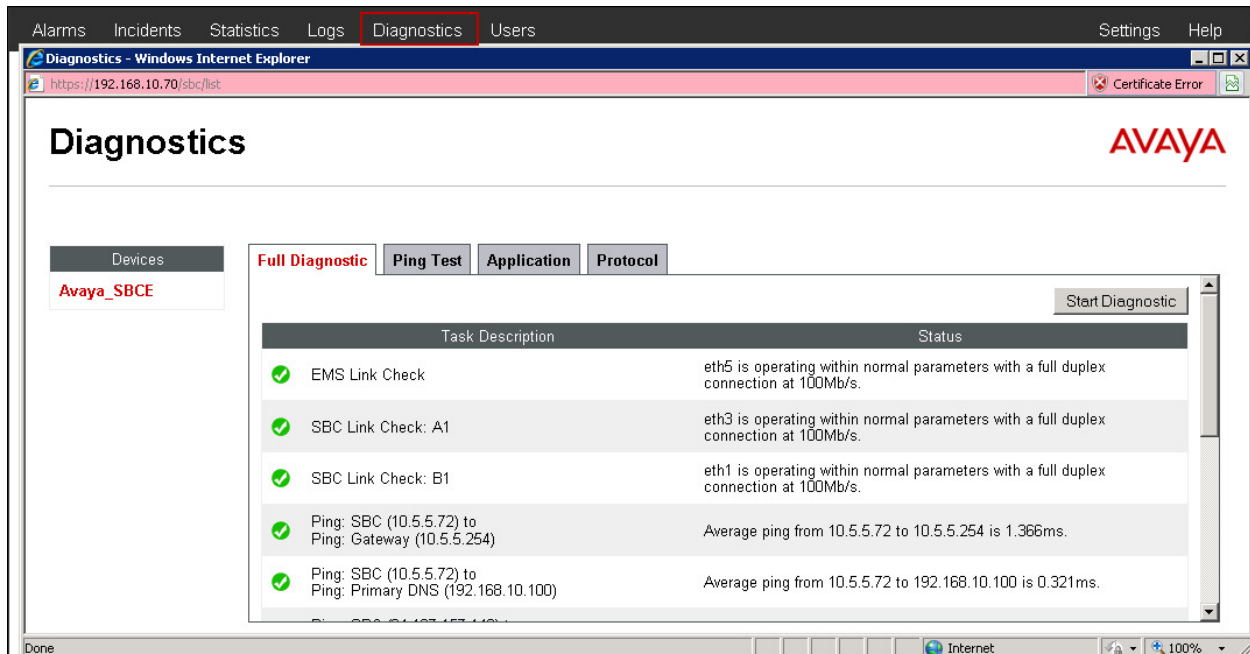 Alarms Incidents Statistics Logs Diagnostics Users Settings Help
Diagnostics - Windows Internet Explorer
https://192.168.10.70/sbc/list Certificate Error
Diagnostics
AVAYA
Devices
Avaya_SBCE
Full Diagnostic Ping Test Application Protocol
Start Diagnostic
Task Description Status
EMS Link Check
eth5 is operating within normal parameters with a full duplex
connection at 100Mb/s.
SBC Link Check: A1
eth3 is operating within normal parameters with a full duplex
connection at 100Mb/s.
SBC Link Check: B1
eth1 is operating within normal parameters with a full duplex
connection at 100Mb/s.
Ping: SBC (10.5.5.72) to
Ping: Gateway (10.5.5.254)
Average ping from 10.5.5.72 to 10.5.5.254 is 1.366ms.
Ping: SBC (10.5.5.72) to
Ping: Primary DNS (192.168.10.100)
Average ping from 10.5.5.72 to 192.168.10.100 is 0.321ms.
Done Internet 100%